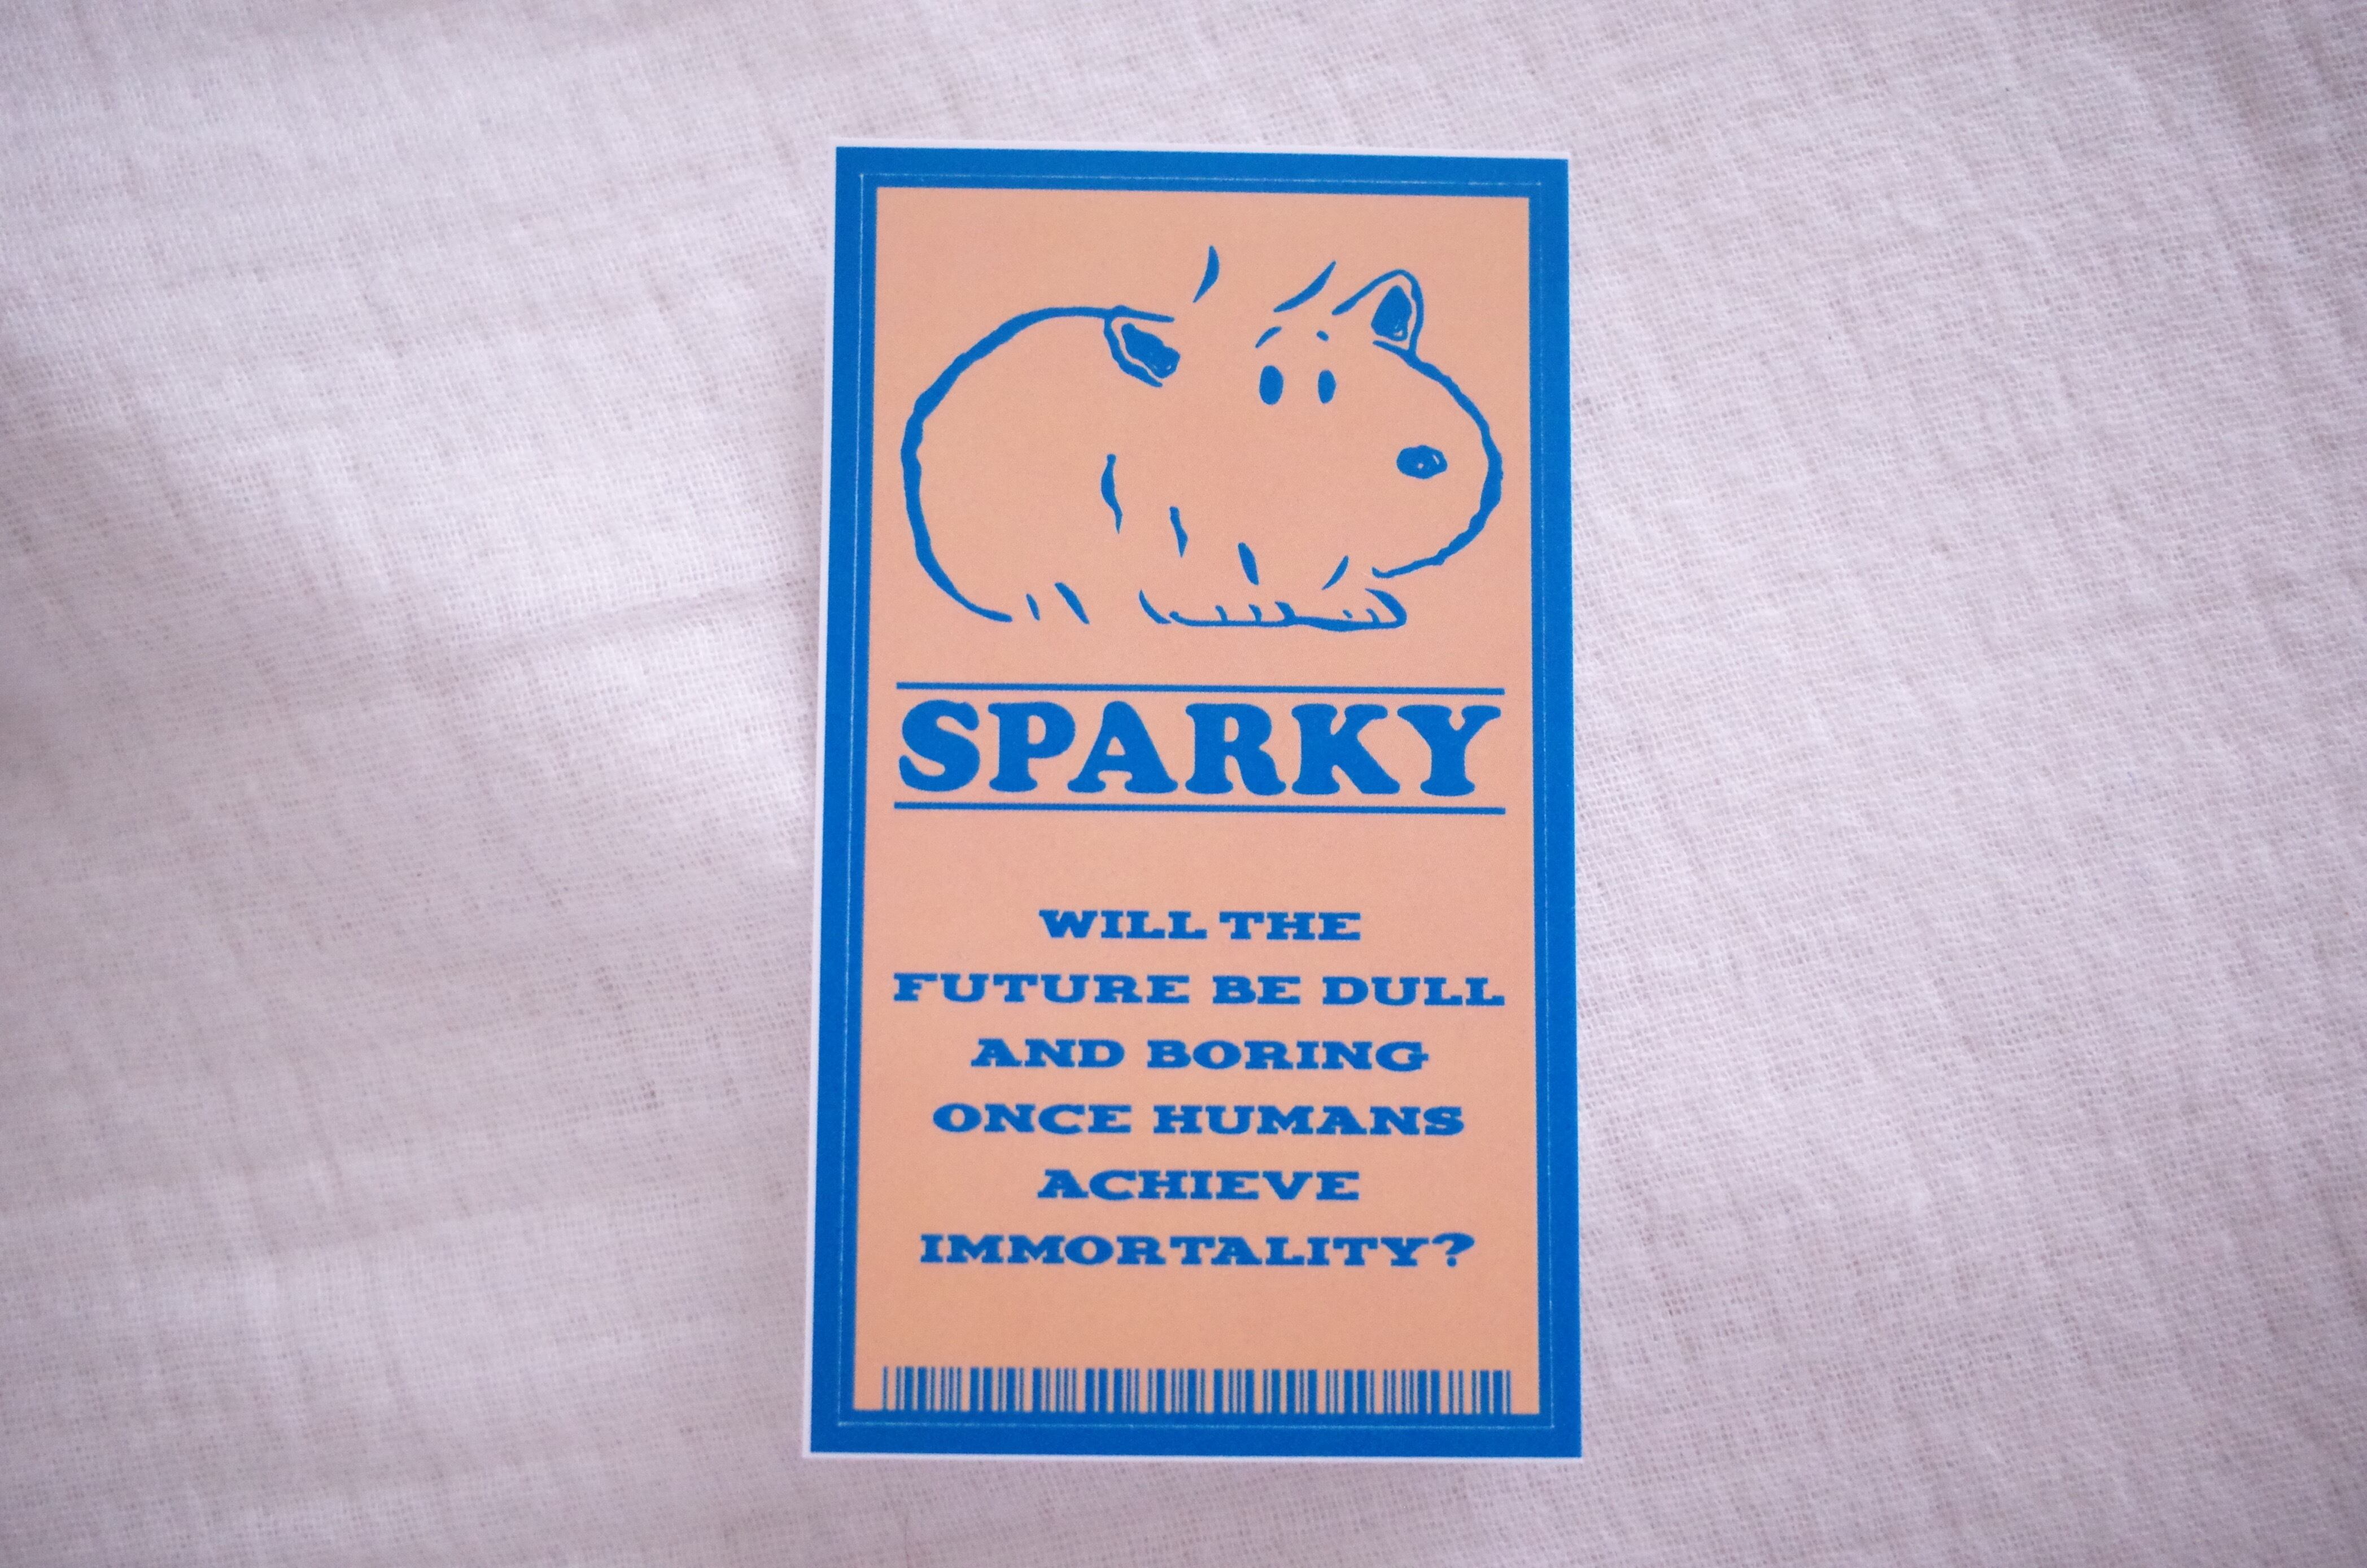 SPARKY
WILL THE
FUTURE BE DULL
AND BORING
ONCE HUMANS
ACHIEVE
IMMORTALITY?